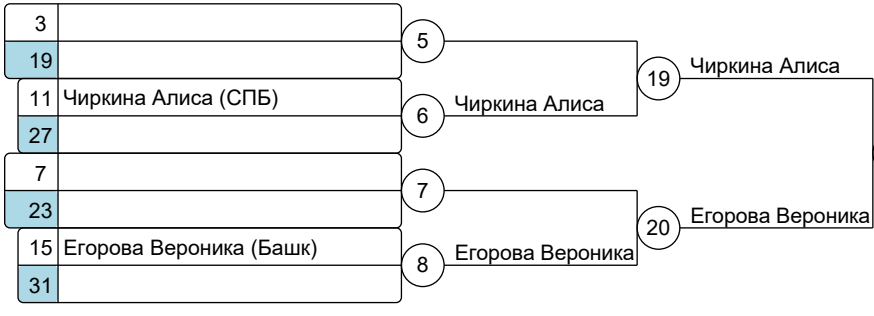 3
5
19
Чиркина Алиса
19
11 Чиркина Алиса (СПБ)
6 Чиркина Алиса
27
7
7
23
20 Егорова Вероника
15 Егорова Вероника (Башк)
8 Егорова Вероника
31